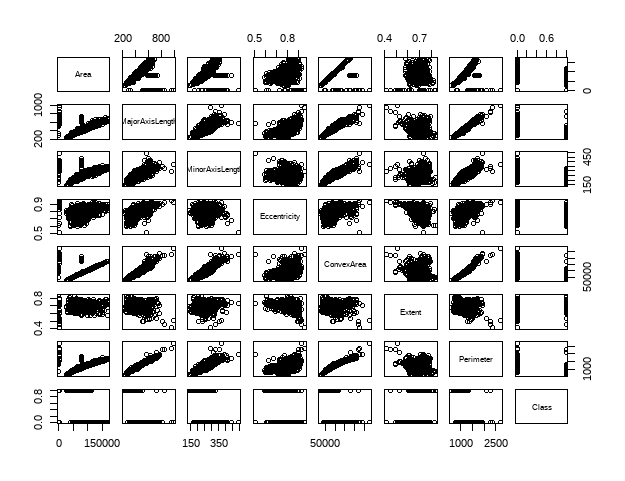 200 800 0.5 0.8 0.4 0.7 0.0 0.6
Area
0
200 1000
MajorAxisLength
MinorAxisLength
150 450
0.5 0.9
Eccentricity
ConvexArea
50000
0.4 0.8
Extent
Perimeter
1000
0.0 0.8
Class
0 150000 150 350 50000 1000 2500